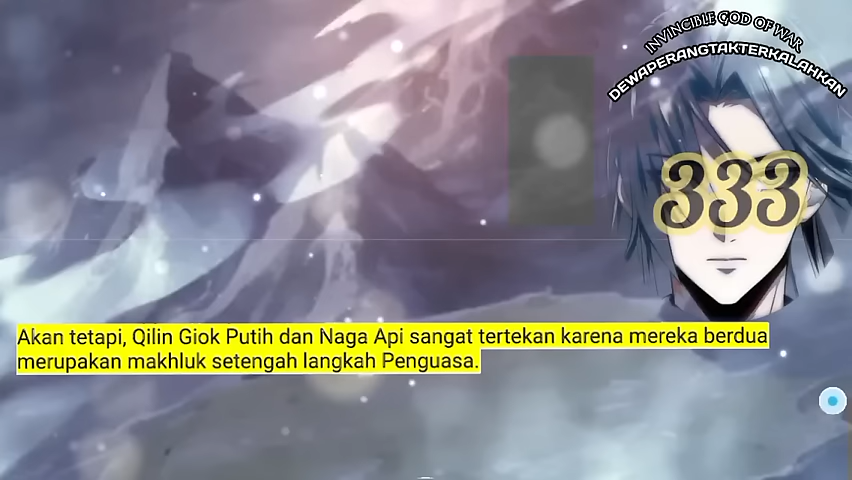 INVINCIBLE GOD OF WAR
DEWAPERANGTAKTERKALAHKAN
333
Akan tetapi, Qilin Giok Putih dan Naga Api sangat tertekan karena mereka berdua
merupakan makhluk setengah langkah Penguasa.